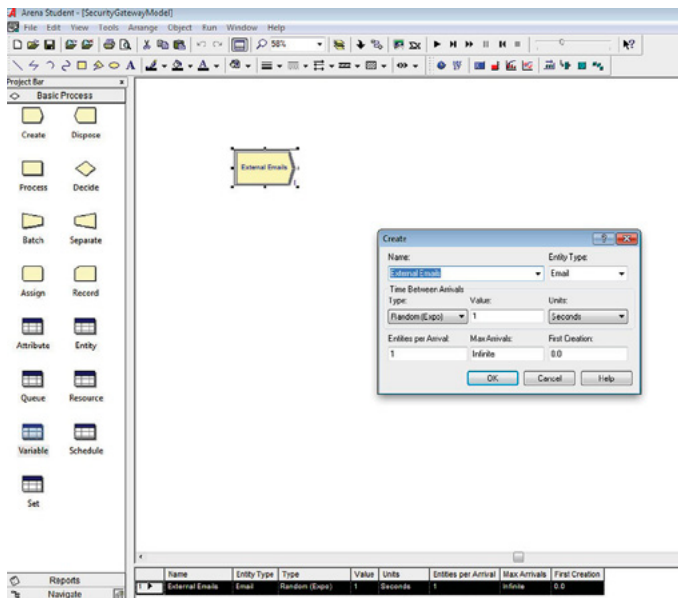 Arena Student - [SecurityGatewayModel]
File Edit View Tools Arrange Object Run Window Help
58%
Project Bar
Basic Process
Create Dispose
Process Decide
Batch Separate
Assign Record
Attribute Entity
Queue Resource
Variable Schedule
Set
Reports
Navigate
External Emails
Create
Name: Entity Type:
External Emails Email
Time Between Arrivals
Type: Value: Units:
Random (Expo) 1 Seconds
Entities per Arrival: Max Arrivals: First Creation:
1 Infinite 0.0
OK Cancel Help
Name Entity Type Type Value Units Entities per Arrival Max Arrivals First Creation
1 External Emails Email Random (Expo) 1 Seconds 1 Infinite 0.0